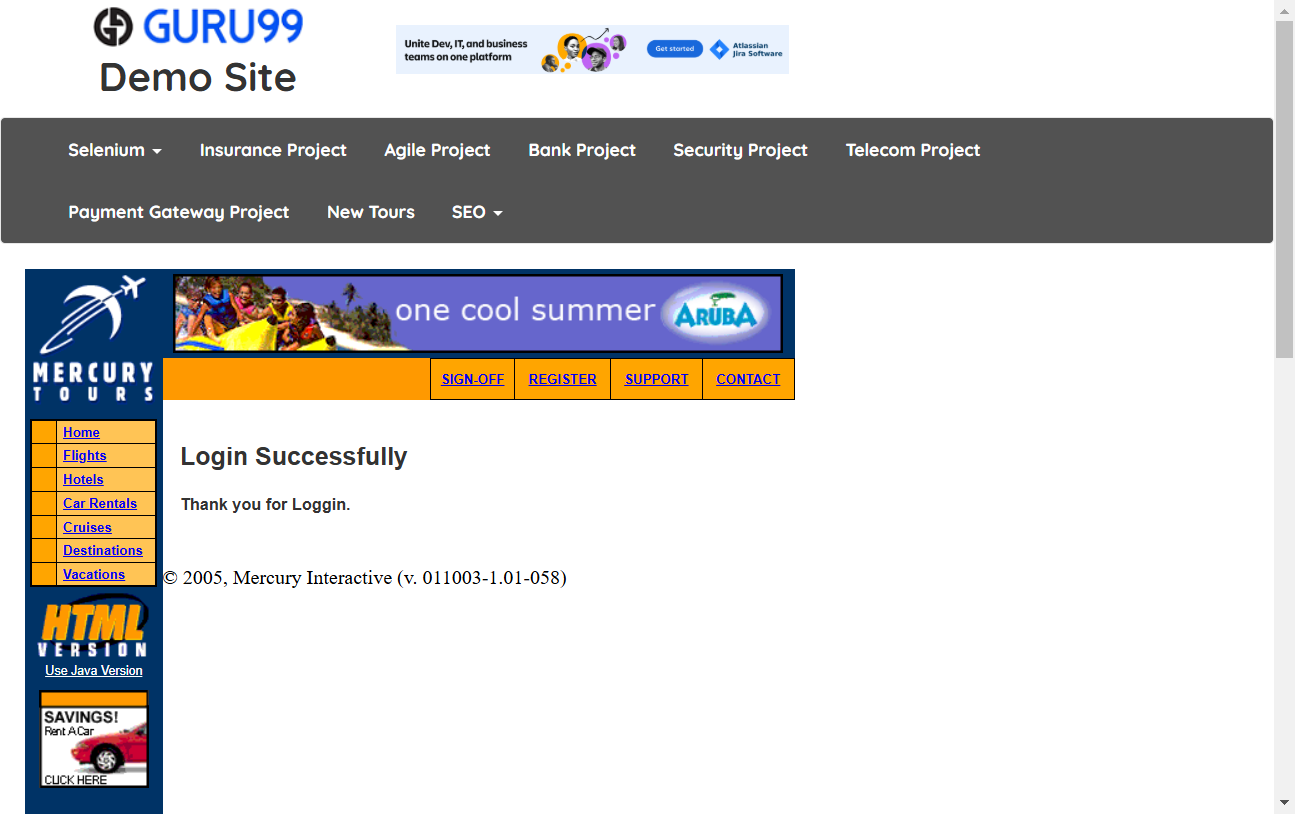 GURU99
Demo Site
Unite Dev, IT, and business
teams on one platform
Get started
Atlassian
Jira Software
Selenium
Insurance Project
Agile Project
Bank Project
Security Project
Telecom Project
Payment Gateway Project
New Tours
SEO
MERCURY
TOURS
one cool summer
ARUBA
SIGN-OFF
REGISTER
SUPPORT
CONTACT
Home
Flights
Hotels
Car Rentals
Cruises
Destinations
Vacations
Login Successfully
Thank you for Loggin.
© 2005, Mercury Interactive (v. 011003-1.01-058)
HTML
VERSION
Use Java Version
SAVINGS!
Rent A Car
CLICK HERE